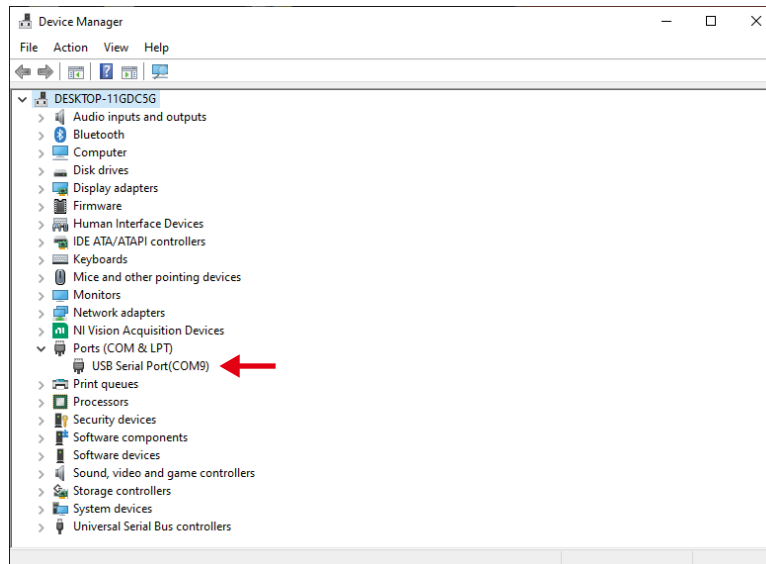 Device Manager
File Action View Help
DESKTOP-11GDC5G
Audio inputs and outputs
Bluetooth
Computer
Disk drives
Display adapters
Firmware
Human Interface Devices
IDE ATA/ATAPI controllers
Keyboards
Mice and other pointing devices
Monitors
Network adapters
NI Vision Acquisition Devices
Ports (COM & LPT)
USB Serial Port(COM9)
Print queues
Processors
Security devices
Software components
Software devices
Sound, video and game controllers
Storage controllers
System devices
Universal Serial Bus controllers